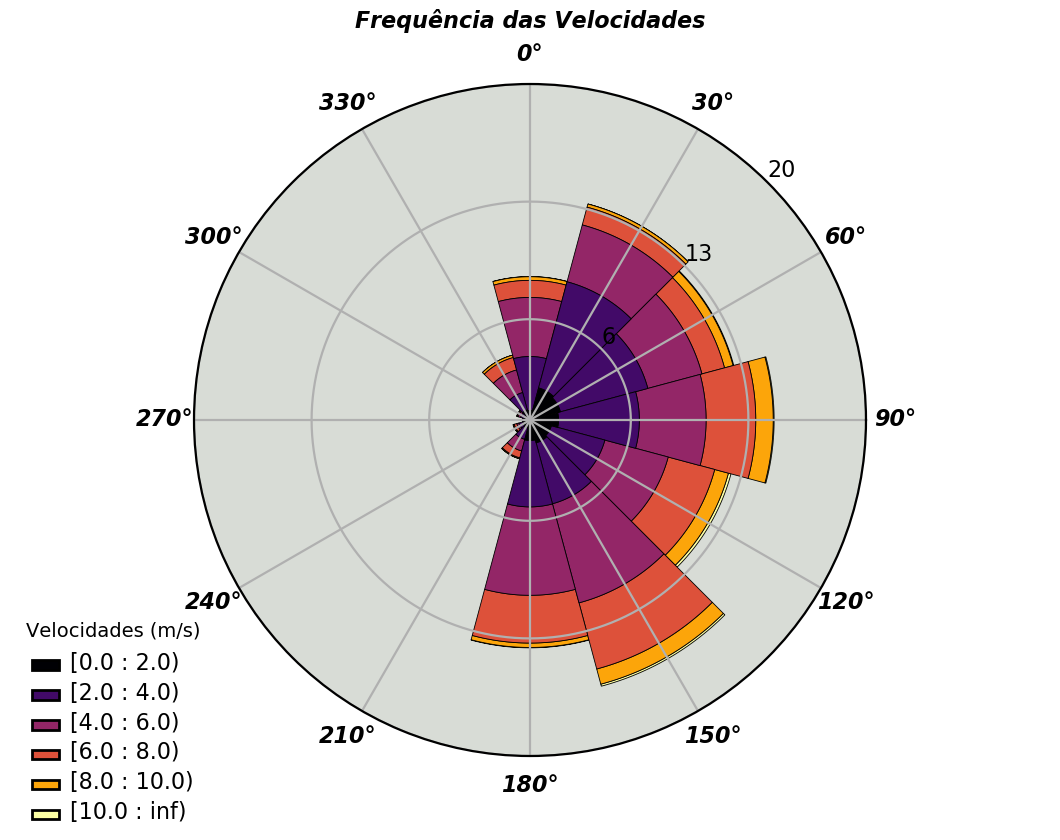 Frequência das Velocidades
0°
330°
30°
20
300°
60°
13
6
270°
90°
240°
120°
210°
150°
180°
Velocidades (m/s)
[0.0 : 2.0)
[2.0 : 4.0)
[4.0 : 6.0)
[6.0 : 8.0)
[8.0 : 10.0)
[10.0 : inf)